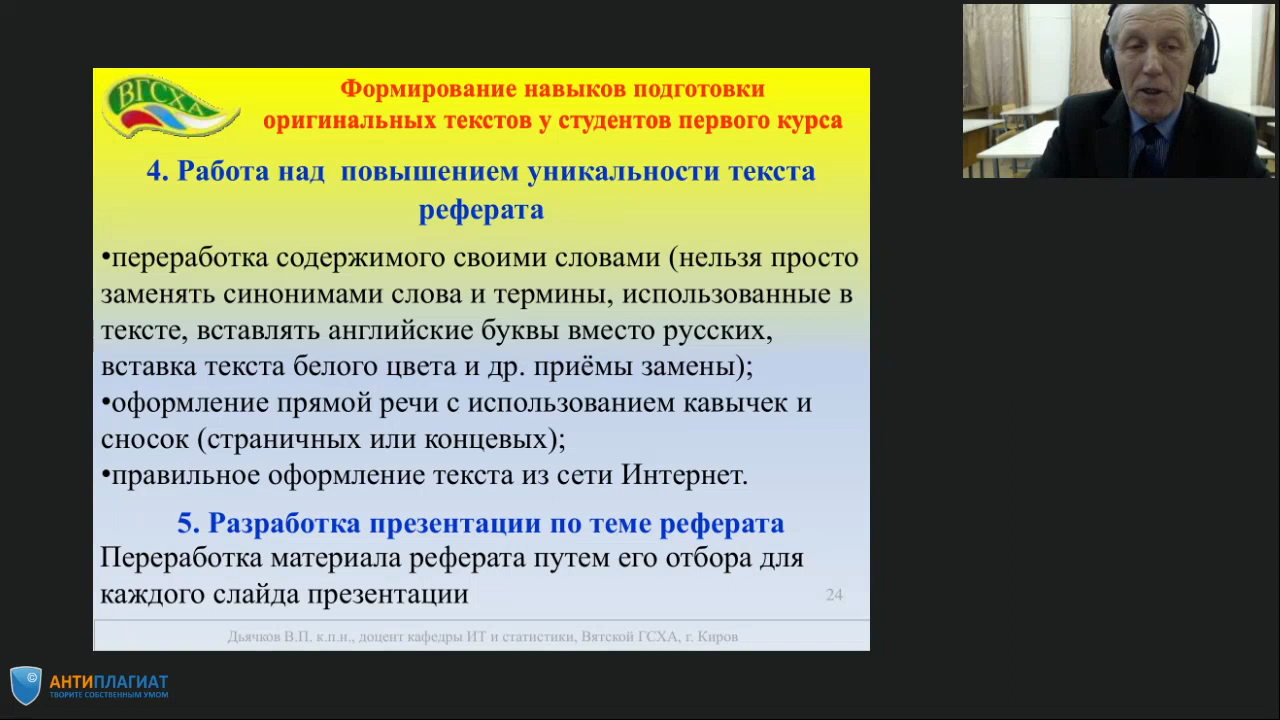 ВГСХА
Формирование навыков подготовки
оригинальных текстов у студентов первого курса
4. Работа над повышением уникальности текста
реферата
•переработка содержимого своими словами (нельзя просто
заменять синонимами слова и термины, использованные в
тексте, вставлять английские буквы вместо русских,
вставка текста белого цвета и др. приёмы замены);
•оформление прямой речи с использованием кавычек и
сносок (страничных или концевых);
•правильное оформление текста из сети Интернет.
5. Разработка презентации по теме реферата
Переработка материала реферата путем его отбора для
каждого слайда презентации
24
Дьячков В.П. к.п.н., доцент кафедры ИТ и статистики, Вятской ГСХА, г. Киров
©
АНТИПЛАГИАТ
ТВОРИТЕ СОБСТВЕННЫМ УМОМ